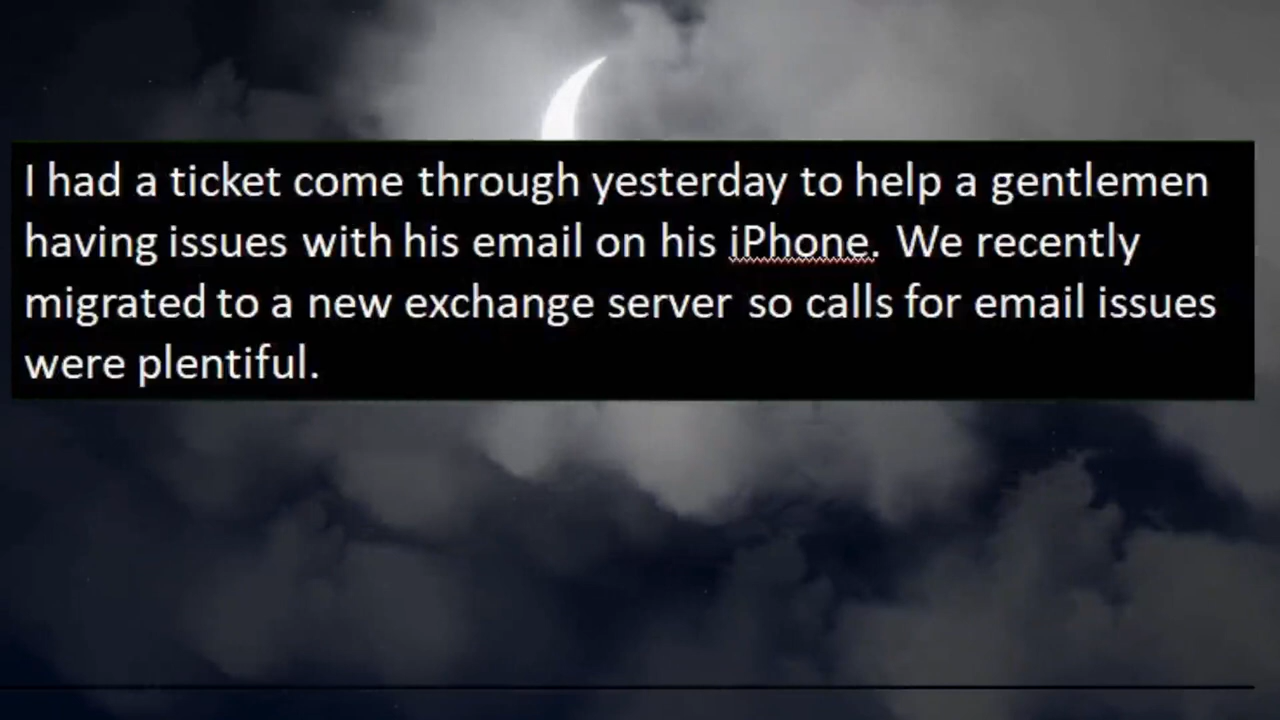 I had a ticket come through yesterday to help a gentlemen
having issues with his email on his iPhone. We recently
migrated to a new exchange server so calls for email issues
were plentiful.